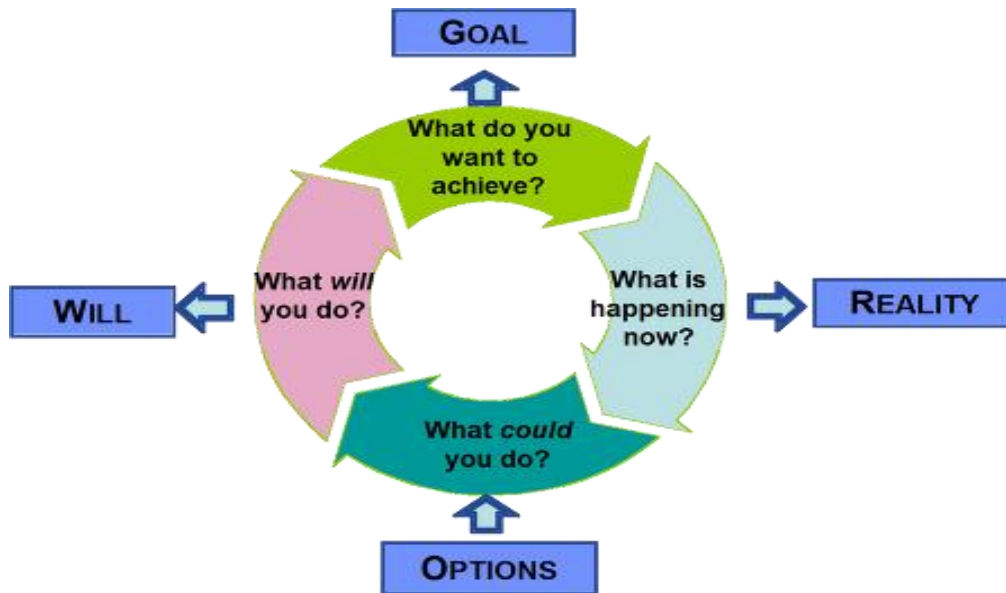 GOAL
What do you
want to
achieve?
What is
happening
now?
REALITY
What could
you do?
OPTIONS
What will
you do?
WILL